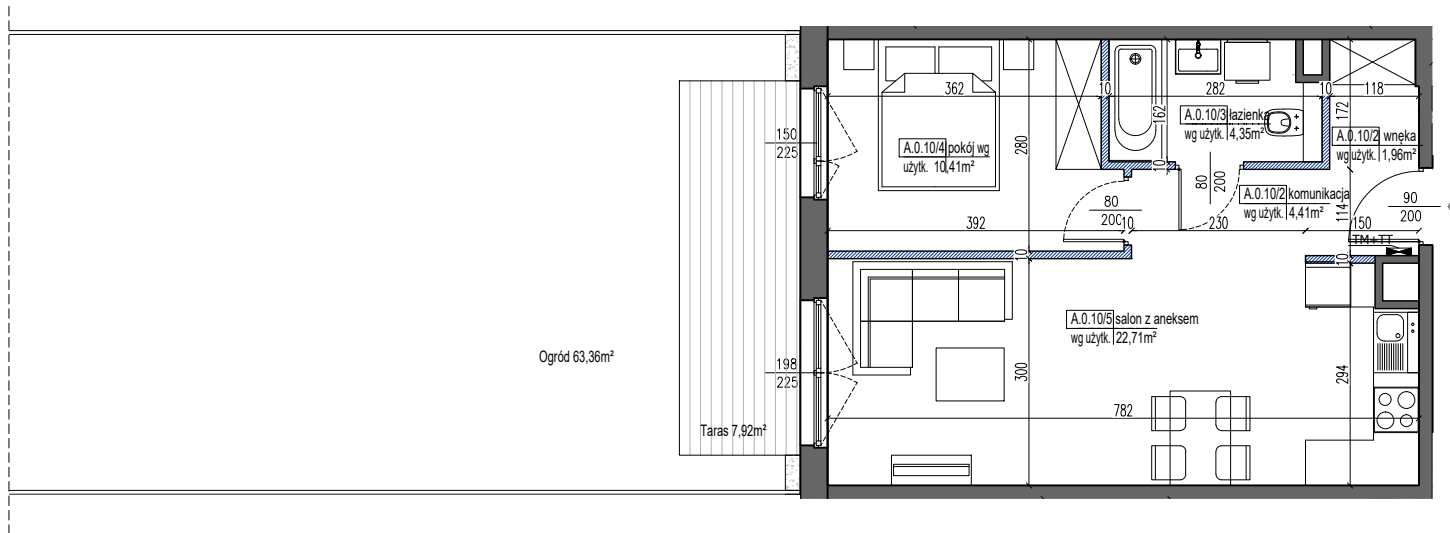 362
10
282
10
118
150
225
280
162
172
A.0.10/3 łazienka
wg użytk. 4,35m²
A.0.10/2 wnęka
wg użytk. 1,96m²
A.0.10/4 pokój wg
użytk. 10,41m²
10
80
200
A.0.10/2 komunikacja
wg użytk. 4,41m²
80
200
90
200
114
392
10
230
150
TM+TT
10
10
A.0.10/5 salon z aneksem
wg użytk. 22,71m²
Ogród 63,36m²
198
225
300
294
782
Taras 7,92m²